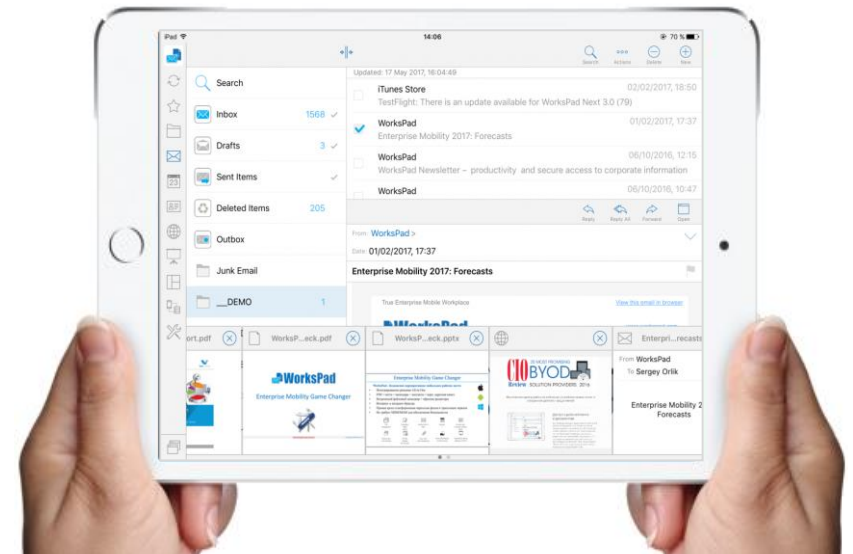 iPad
14:06
70 %
Search
Actions
Delete
New
Search
Inbox 1568
Drafts 3
Sent Items
Deleted Items 205
Outbox
Junk Email
__DEMO 1
Updated: 17 May 2017, 16:04:49
iTunes Store 02/02/2017, 18:50
TestFlight: There is an update available for WorksPad Next 3.0 (79)
WorksPad 01/02/2017, 17:37
Enterprise Mobility 2017: Forecasts
WorksPad 06/10/2016, 12:15
WorksPad Newsletter – productivity and secure access to corporate information
WorksPad 06/10/2016, 10:47
Reply
Reply All
Forward
Open
From: WorksPad >
Date: 01/02/2017, 17:37
Enterprise Mobility 2017: Forecasts
True Enterprise Mobile Workplace
View this email in browser
WorksPad
23
ort.pdf
WorksP...eck.pdf
WorksP...eck.pptx
Enterpri...recasts
WorksPad
Enterprise Mobility Game Changer
Enterprise Mobility Game Changer
CIO
BYOD
SOLUTION PROVIDERS 2016
From WorksPad
To Sergey Orlik
Enterprise Mobility 2
Forecasts